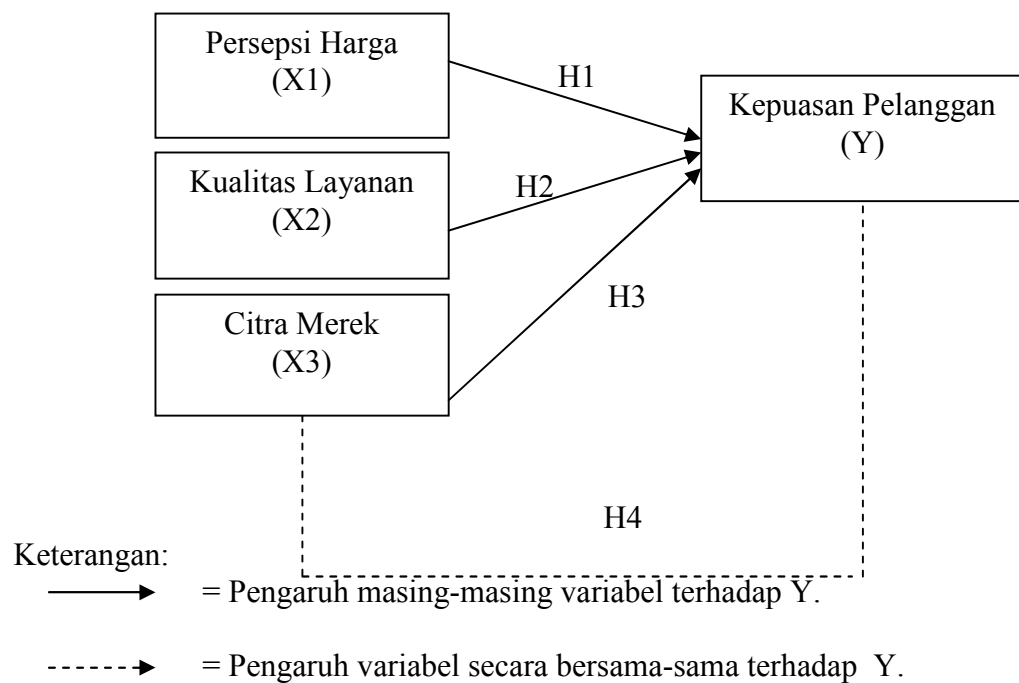 Persepsi Harga
(X1)
H1
Kepuasan Pelanggan
(Y)
Kualitas Layanan
(X2)
H2
H3
Citra Merek
(X3)
H4
Keterangan:
= Pengaruh masing-masing variabel terhadap Y.
= Pengaruh variabel secara bersama-sama terhadap Y.